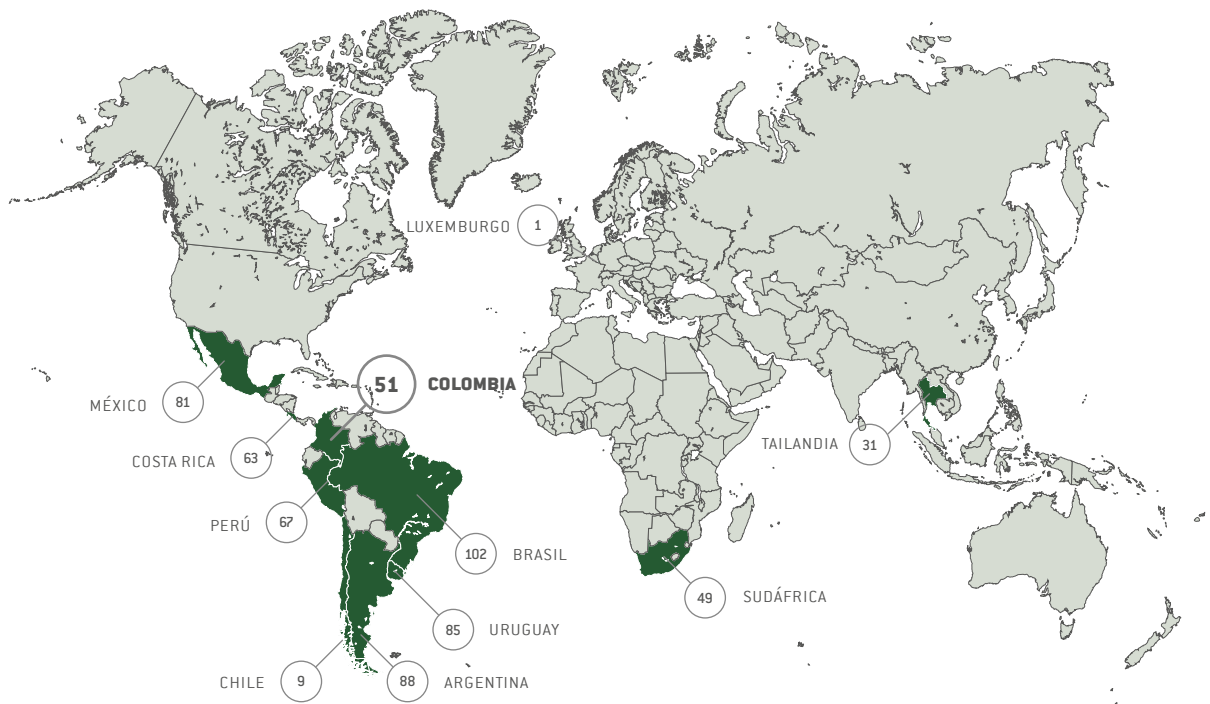 LUXEMBURGO 1
51 COLOMBIA
MÉXICO 81
COSTA RICA 63
TAILANDIA 31
PERÚ 67
102 BRASIL
49 SUDÁFRICA
85 URUGUAY
CHILE 9
88 ARGENTINA